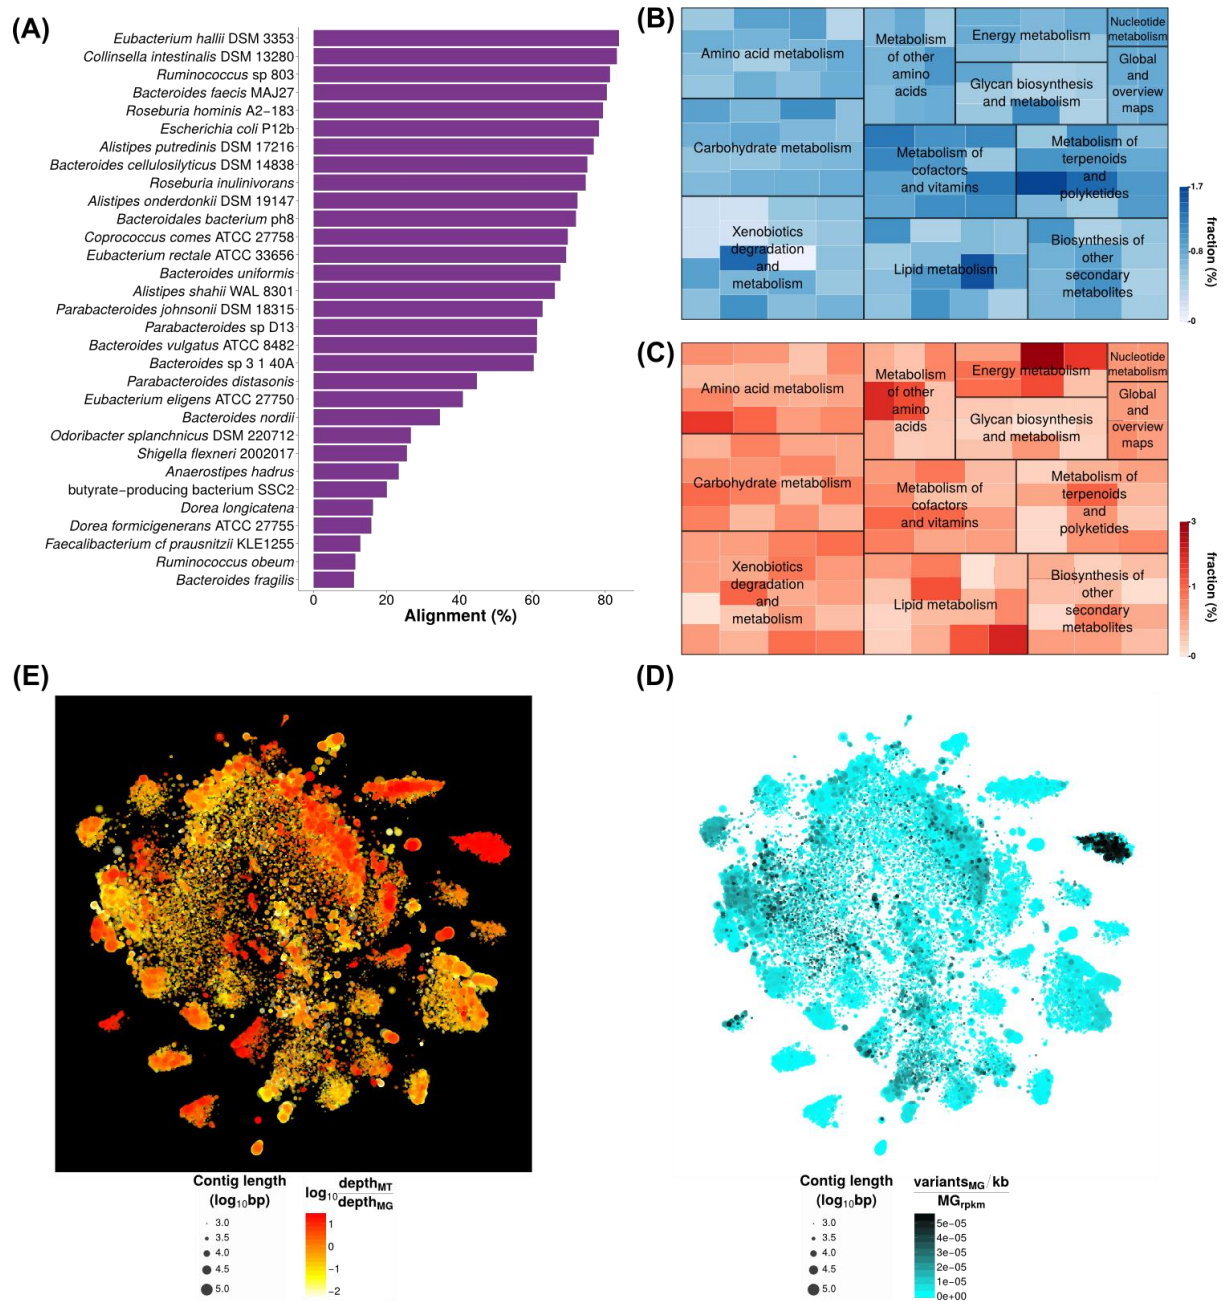 (A)
Eubacterium hallii DSM 3353
Collinsella intestinalis DSM 13280
Ruminococcus sp 803
Bacteroides faecis MAJ27
Roseburia hominis A2−183
Escherichia coli P12b
Alistipes putredinis DSM 17216
Bacteroides cellulosilyticus DSM 14838
Roseburia inulinivorans
Alistipes onderdonkii DSM 19147
Bacteroidales bacterium ph8
Coprococcus comes ATCC 27758
Eubacterium rectale ATCC 33656
Bacteroides uniformis
Alistipes shahii WAL 8301
Parabacteroides johnsonii DSM 18315
Parabacteroides sp D13
Bacteroides vulgatus ATCC 8482
Bacteroides sp 3 1 40A
Parabacteroides distasonis
Eubacterium eligens ATCC 27750
Bacteroides nordii
Odoribacter splanchnicus DSM 220712
Shigella flexneri 2002017
Anaerostipes hadrus
butyrate−producing bacterium SSC2
Dorea longicatena
Dorea formicigenerans ATCC 27755
Faecalibacterium cf prausnitzii KLE1255
Ruminococcus obeum
Bacteroides fragilis
0 20 40 60 80
Alignment (%)
(B)
Amino acid metabolism
Carbohydrate metabolism
Xenobiotics
degradation
and
metabolism
Metabolism
of other
amino
acids
Energy metabolism
Glycan biosynthesis
and metabolism
Nucleotide
metabolism
Global
and
overview
maps
Metabolism of
cofactors
and vitamins
Metabolism of
terpenoids
and
polyketides
Lipid metabolism
Biosynthesis of
other
secondary
metabolites
1.7
0.8
0
fraction (%)
(C)
Amino acid metabolism
Carbohydrate metabolism
Xenobiotics
degradation
and
metabolism
Metabolism
of other
amino
acids
Energy metabolism
Glycan biosynthesis
and metabolism
Nucleotide
metabolism
Global
and
overview
maps
Metabolism of
cofactors
and vitamins
Metabolism of
terpenoids
and
polyketides
Lipid metabolism
Biosynthesis of
other
secondary
metabolites
3
1
0
fraction (%)
(E)
Contig length
(log10bp)
3.0
3.5
4.0
4.5
5.0
log10 depthMT
depthMG
1
0
−1
−2
(D)
Contig length
(log10bp)
3.0
3.5
4.0
4.5
5.0
variantsMG/kb
MGrpkm
5e−05
4e−05
3e−05
2e−05
1e−05
0e+00